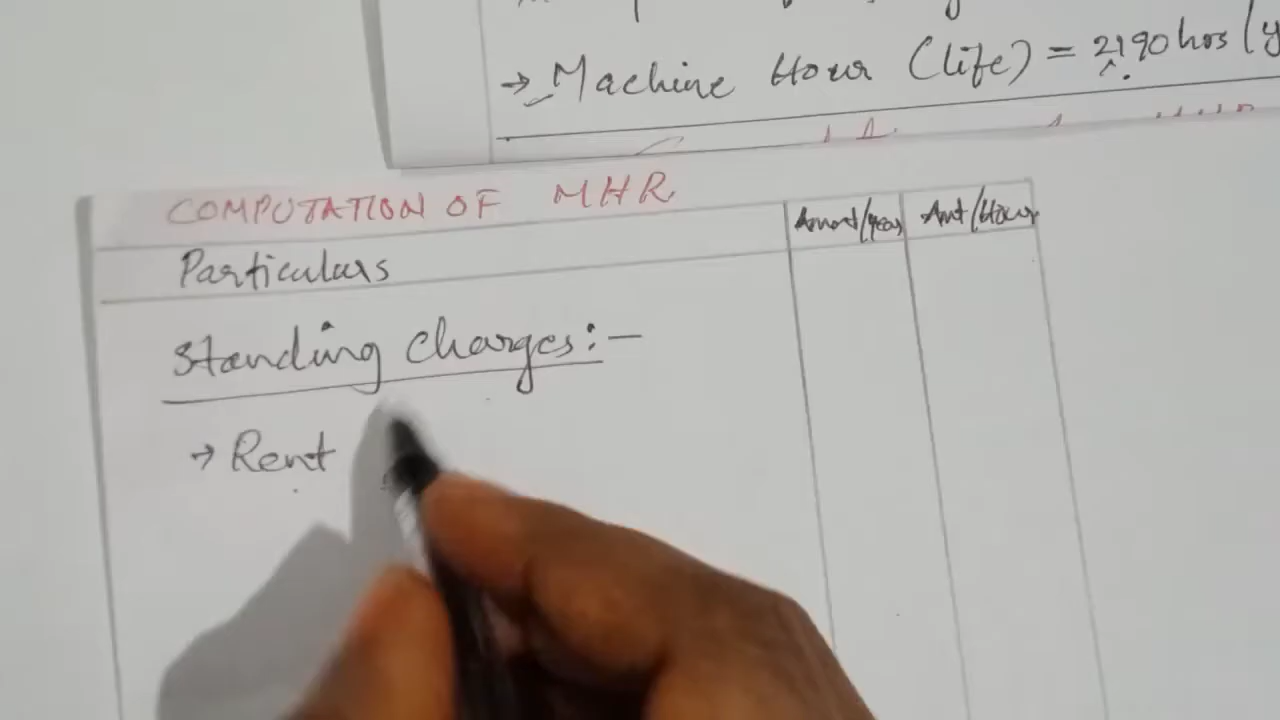 → Machine Hour (life) = 2190 hrs/y
COMPUTATION OF MHR
Particulars Amount/year Amt/Hour
Standing charges:-
→ Rent